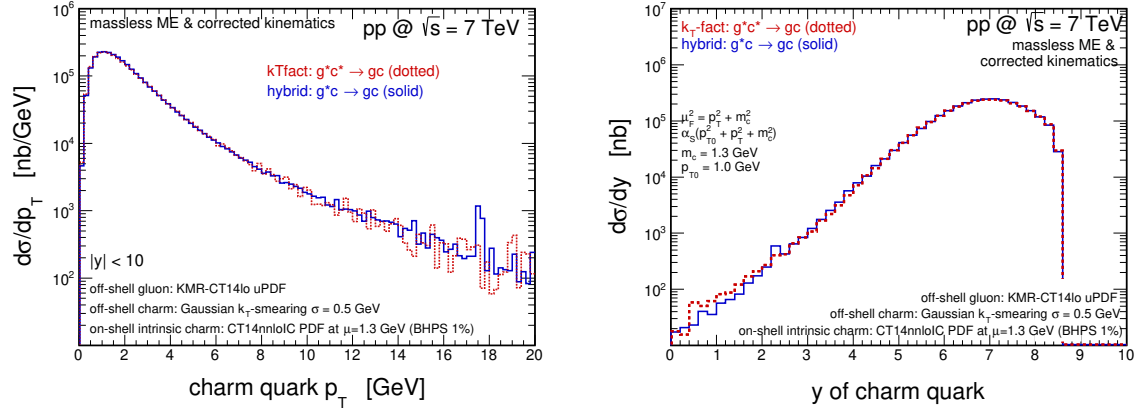 massless ME & corrected kinematics
pp @ √s = 7 TeV
kTfact: g*c* → gc (dotted)
hybrid: g*c → gc (solid)
|y| < 10
off-shell gluon: KMR-CT14lo uPDF
off-shell charm: Gaussian k_T-smearing σ = 0.5 GeV
on-shell intrinsic charm: CT14nnloIC PDF at μ=1.3 GeV (BHPS 1%)
dσ/dp_T [nb/GeV]
10^5
10^4
10^3
10^2
0 2 4 6 8 10 12 14 16 18 20
charm quark p_T [GeV]
k_T-fact: g*c* → gc (dotted)
hybrid: g*c → gc (solid)
pp @ √s = 7 TeV
massless ME &
corrected kinematics
μ_F^2 = p_T^2 + m_c^2
α_S(p_T0^2 + p_T^2 + m_c^2)
m_c = 1.3 GeV
p_T0 = 1.0 GeV
off-shell gluon: KMR-CT14lo uPDF
off-shell charm: Gaussian k_T-smearing σ = 0.5 GeV
on-shell intrinsic charm: CT14nnloIC PDF at μ=1.3 GeV (BHPS 1%)
dσ/dy [nb]
10^7
10^6
10^5
10^4
10^3
10^2
10
0 1 2 3 4 5 6 7 8 9 10
y of charm quark